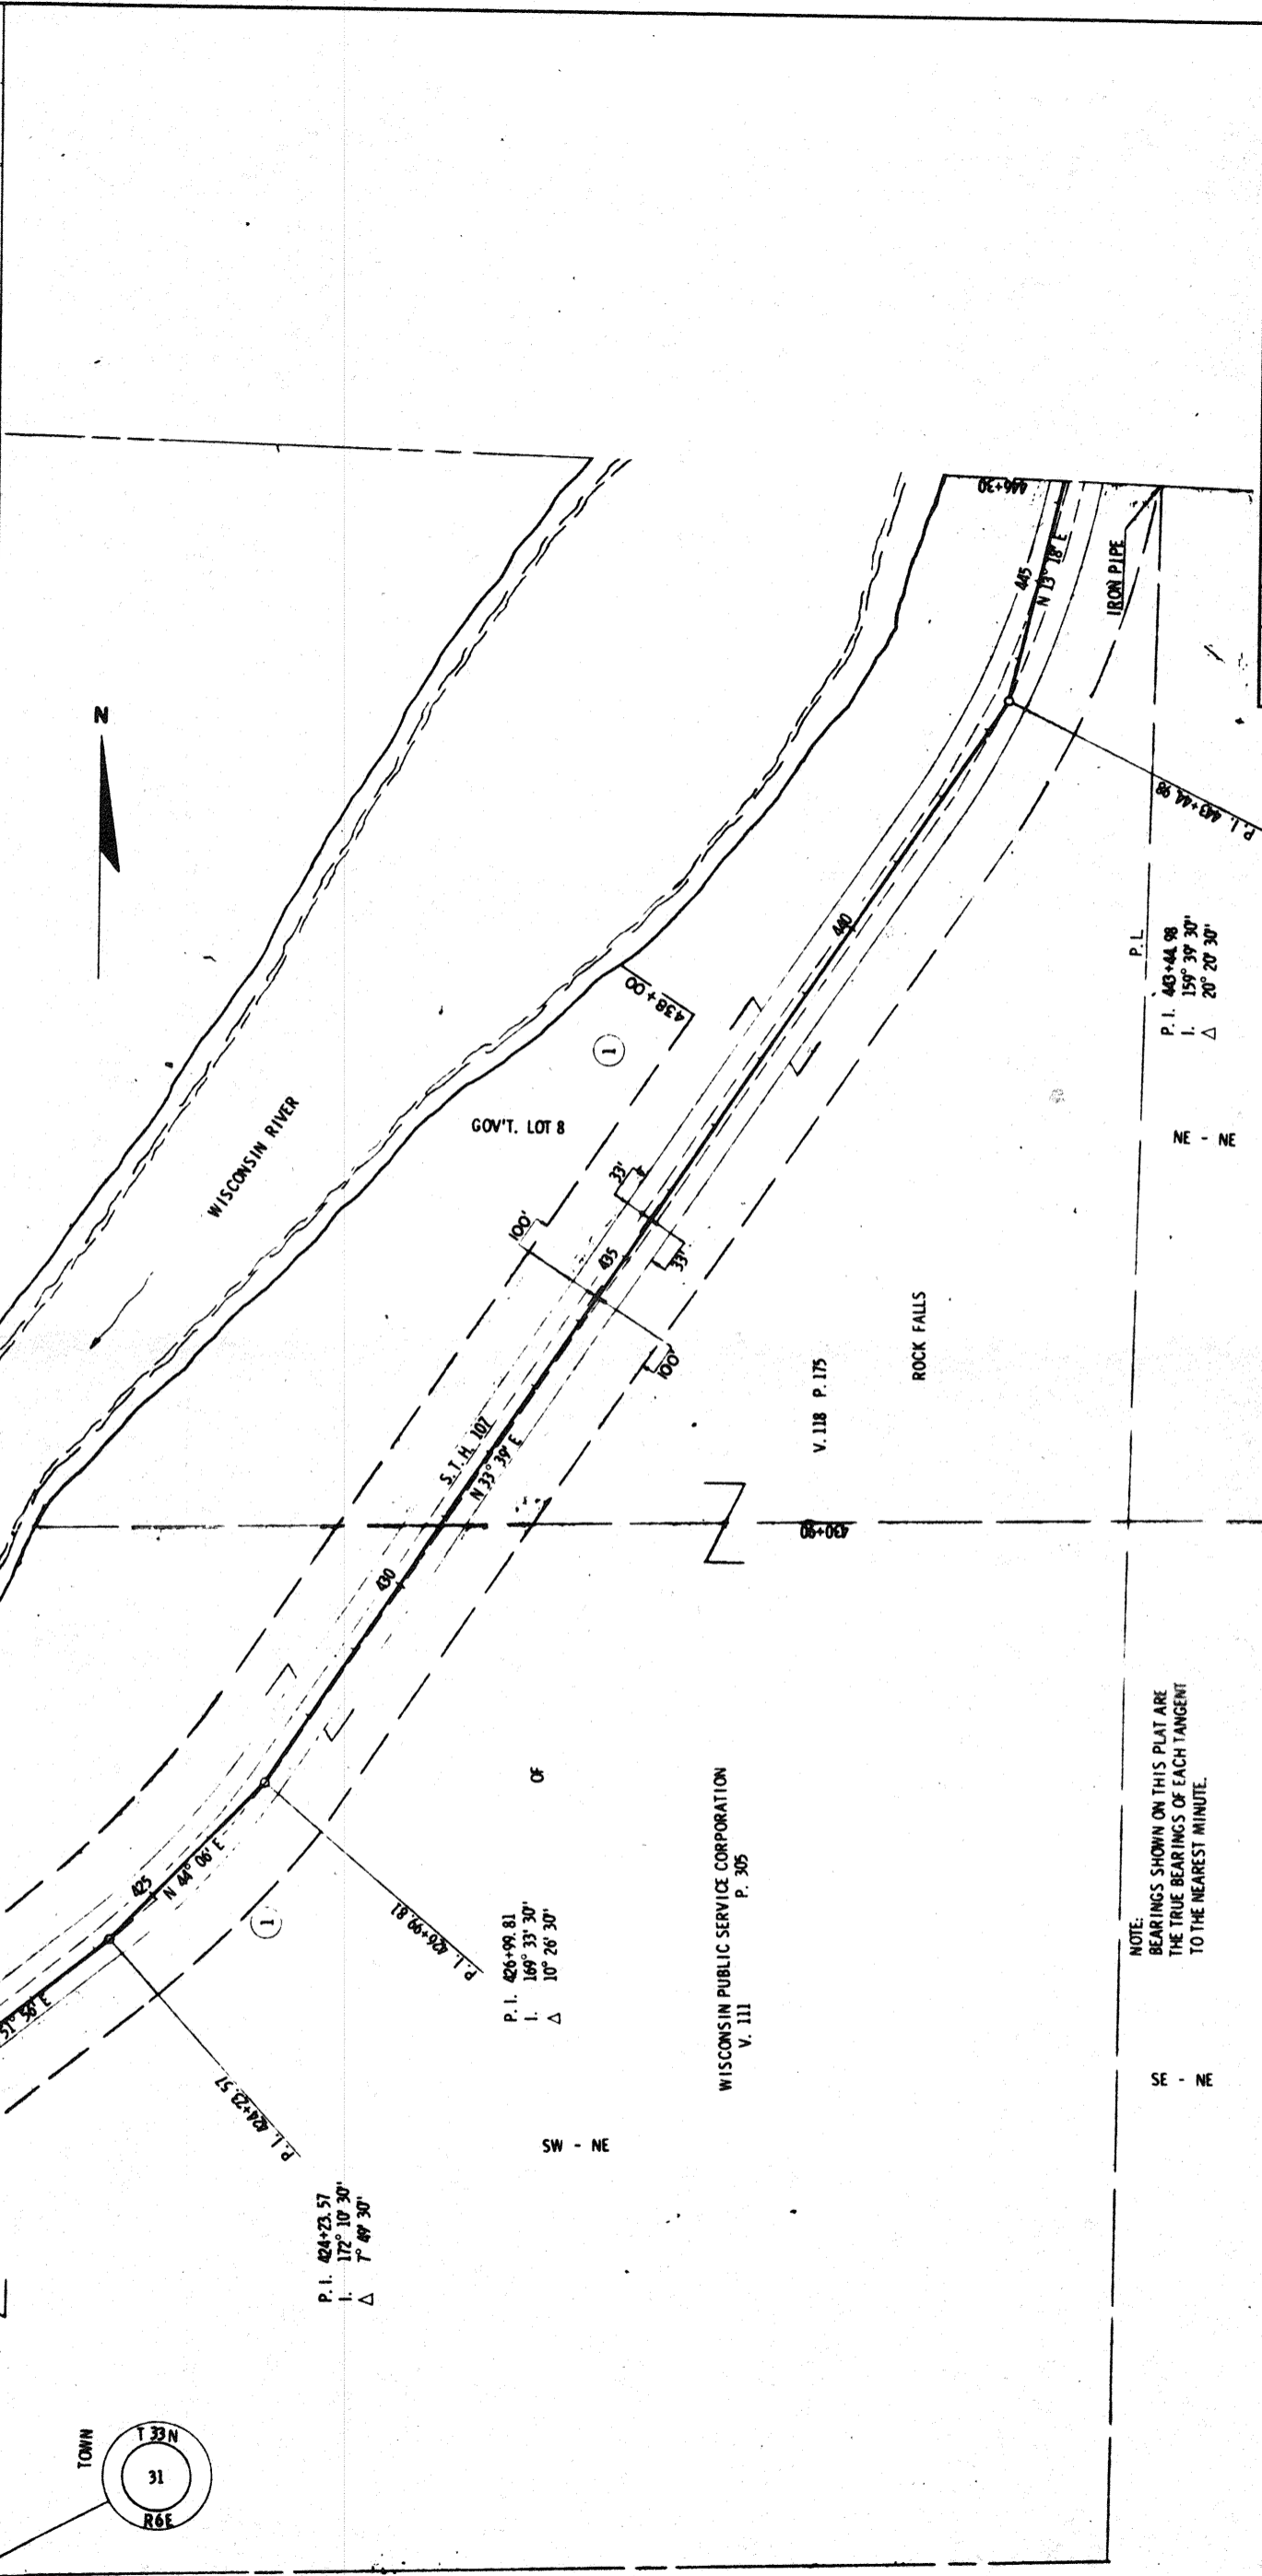 N
446+30
445
N 13° 18' E
IRON PIPE
P. I. 443+44.98
440
P. L
P. I. 443+44.98
I. 159° 39' 30"
Δ 20° 20' 30"
438+00
1
GOV'T. LOT 8
WISCONSIN RIVER
NE - NE
33'
100'
435
33'
100'
ROCK FALLS
V. 118 P. 175
S.T.H. 107
N 33° 39' E
430+90
430
OF
WISCONSIN PUBLIC SERVICE CORPORATION
V. 111 P. 305
NOTE:
BEARINGS SHOWN ON THIS PLAT ARE
THE TRUE BEARINGS OF EACH TANGENT
TO THE NEAREST MINUTE.
425
N 44° 06' E
1
P. I. 426+99.81
P. I. 426+99.81
I. 169° 33' 30"
Δ 10° 26' 30"
51° 56' E
P. I. 424+23.57
SE - NE
SW - NE
P. I. 424+23.57
I. 172° 10' 30"
Δ 7° 49' 30"
TOWN
T 33N
31
R6E